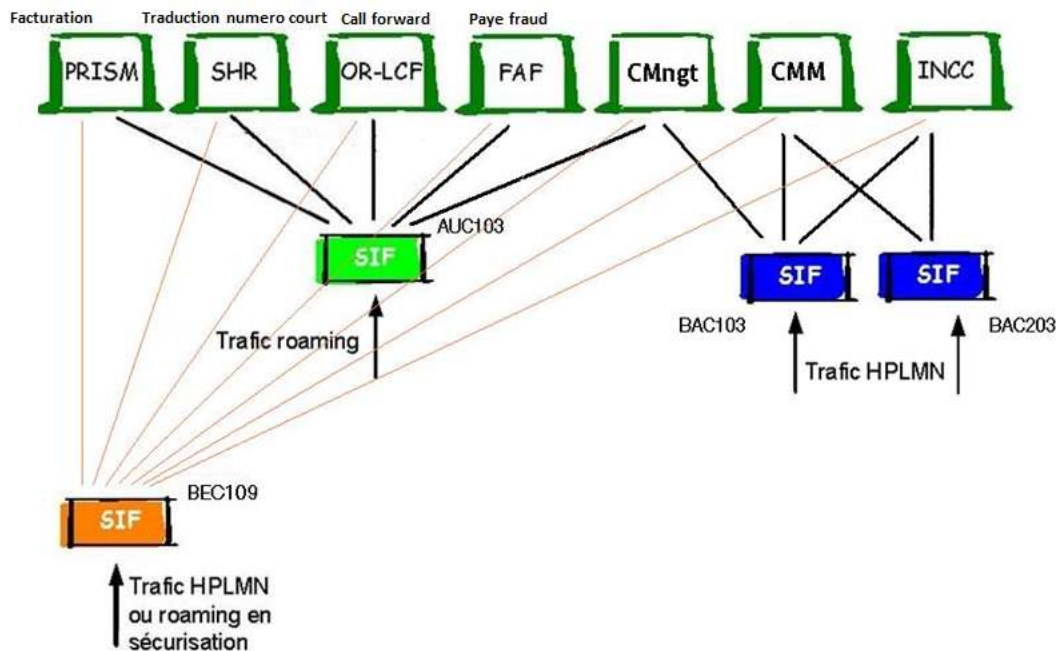 Facturation
Traduction numero court
Call forward
Paye fraud
PRISM
SHR
OR-LCF
FAF
CMngt
CMM
INCC
AUC103
SIF
SIF
SIF
BAC103
BAC203
Trafic roaming
Trafic HPLMN
BEC109
SIF
Trafic HPLMN
ou roaming en
sécurisation